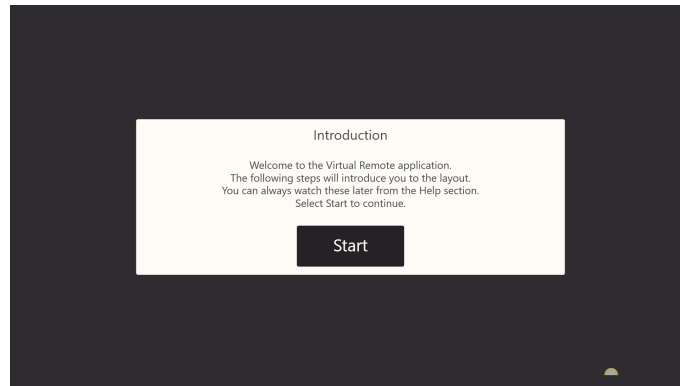 Introduction
Welcome to the Virtual Remote application.
The following steps will introduce you to the layout.
You can always watch these later from the Help section.
Select Start to continue.
Start